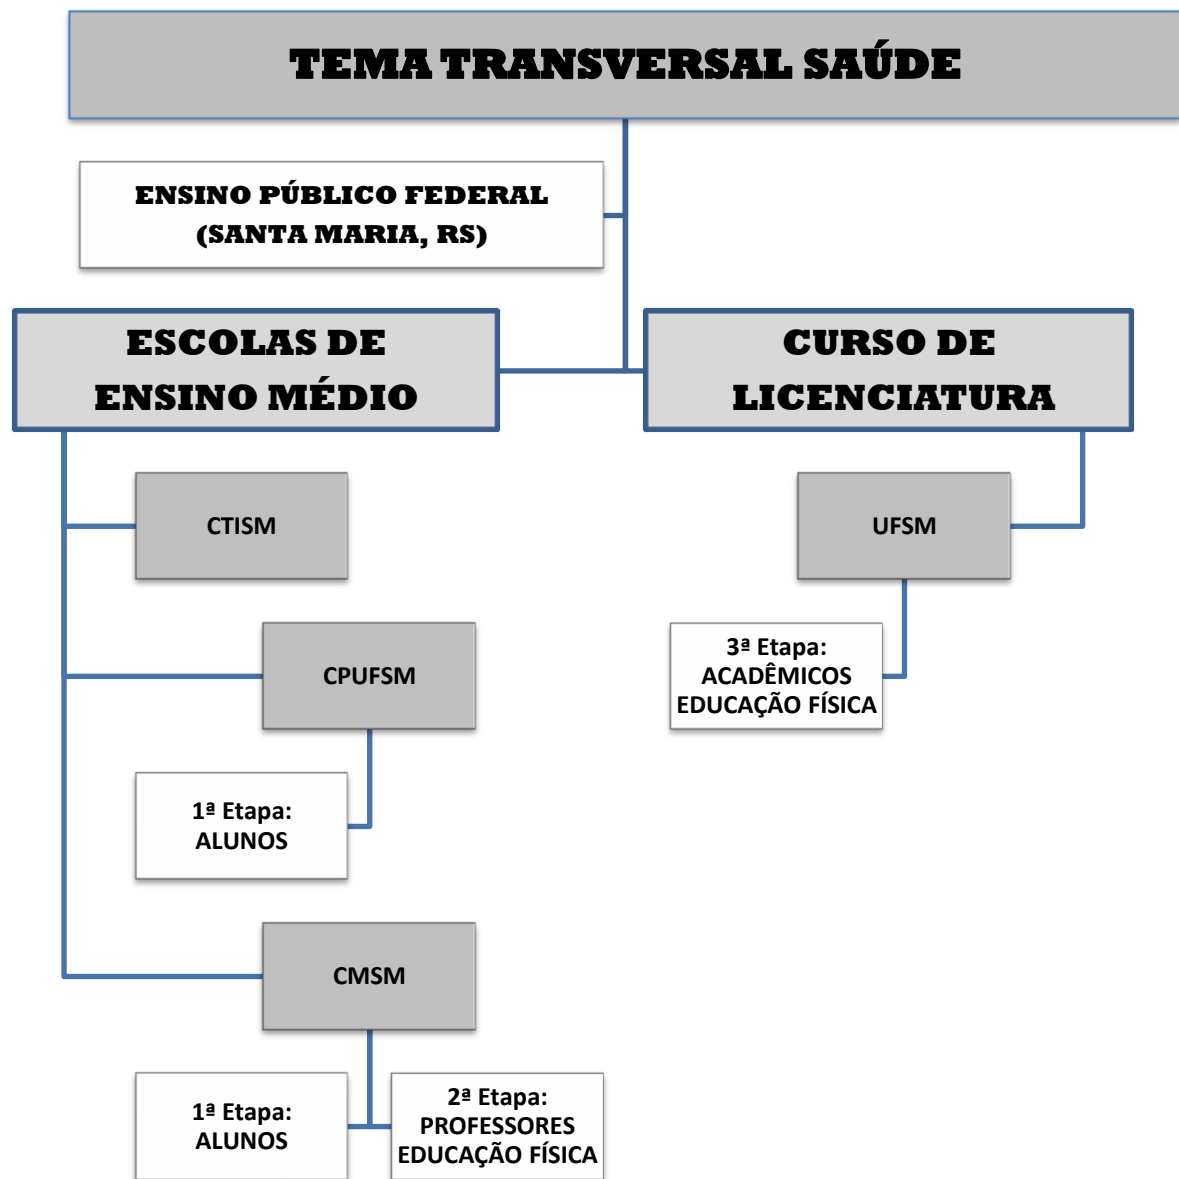 TEMA TRANSVERSAL SAÚDE
ENSINO PÚBLICO FEDERAL
(SANTA MARIA, RS)
ESCOLAS DE
ENSINO MÉDIO
CURSO DE
LICENCIATURA
CTISM
UFSM
CPUFSM
3ª Etapa:
ACADÊMICOS
EDUCAÇÃO FÍSICA
1ª Etapa:
ALUNOS
CMSM
1ª Etapa:
ALUNOS
2ª Etapa:
PROFESSORES
EDUCAÇÃO FÍSICA